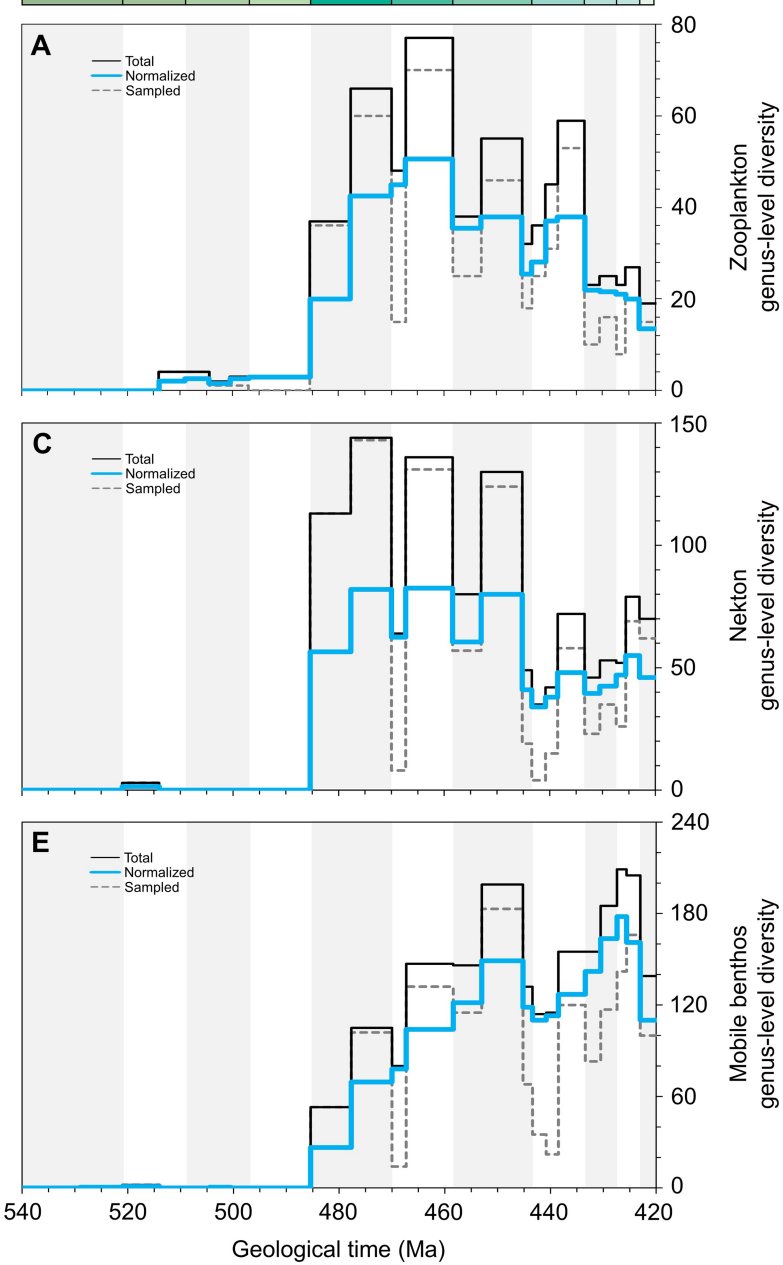 A
Total
Normalized
Sampled
80
60
40
20
0
Zooplankton
genus-level diversity
C
Total
Normalized
Sampled
150
100
50
0
Nekton
genus-level diversity
E
Total
Normalized
Sampled
240
180
120
60
0
Mobile benthos
genus-level diversity
540 520 500 480 460 440 420
Geological time (Ma)